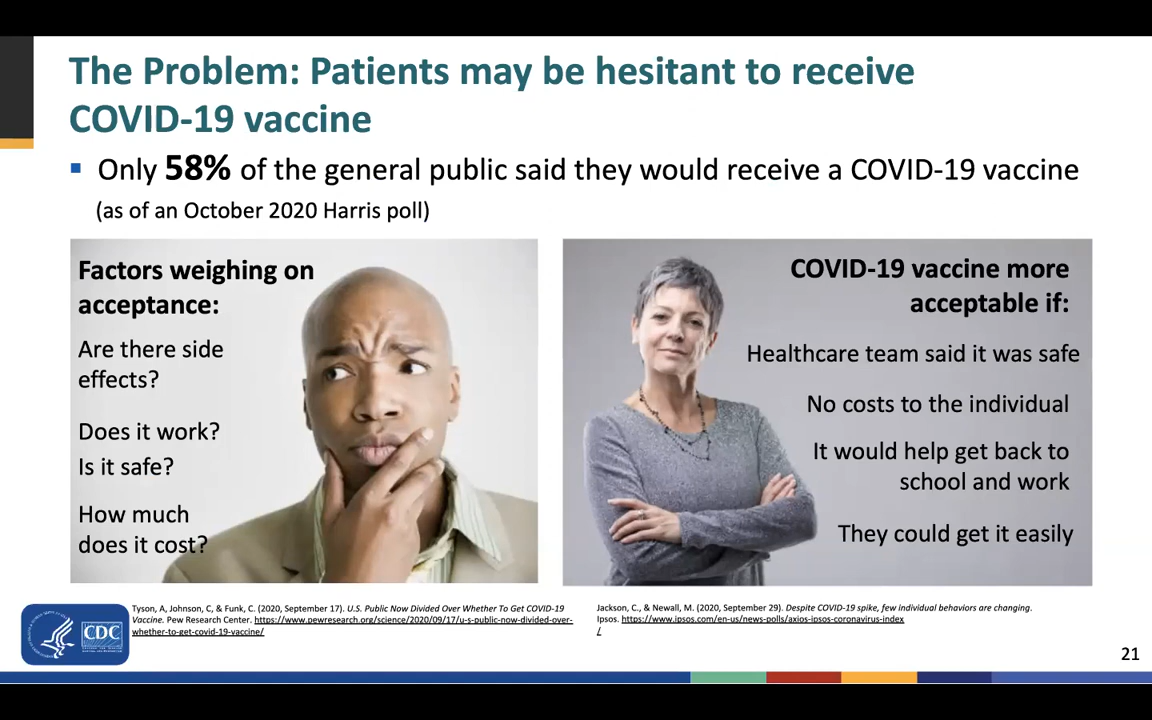 The Problem: Patients may be hesitant to receive
COVID-19 vaccine
▪ Only 58% of the general public said they would receive a COVID-19 vaccine
(as of an October 2020 Harris poll)
Factors weighing on
acceptance:
Are there side
effects?
Does it work?
Is it safe?
How much
does it cost?
COVID-19 vaccine more
acceptable if:
Healthcare team said it was safe
No costs to the individual
It would help get back to
school and work
They could get it easily
Tyson, A, Johnson, C, & Funk, C. (2020, September 17). U.S. Public Now Divided Over Whether To Get COVID-19
Vaccine. Pew Research Center. https://www.pewresearch.org/science/2020/09/17/u-s-public-now-divided-over-
whether-to-get-covid-19-vaccine/
Jackson, C., & Newall, M. (2020, September 29). Despite COVID-19 spike, few individual behaviors are changing.
Ipsos. https://www.ipsos.com/en-us/news-polls/axios-ipsos-coronavirus-index
/
CDC
21